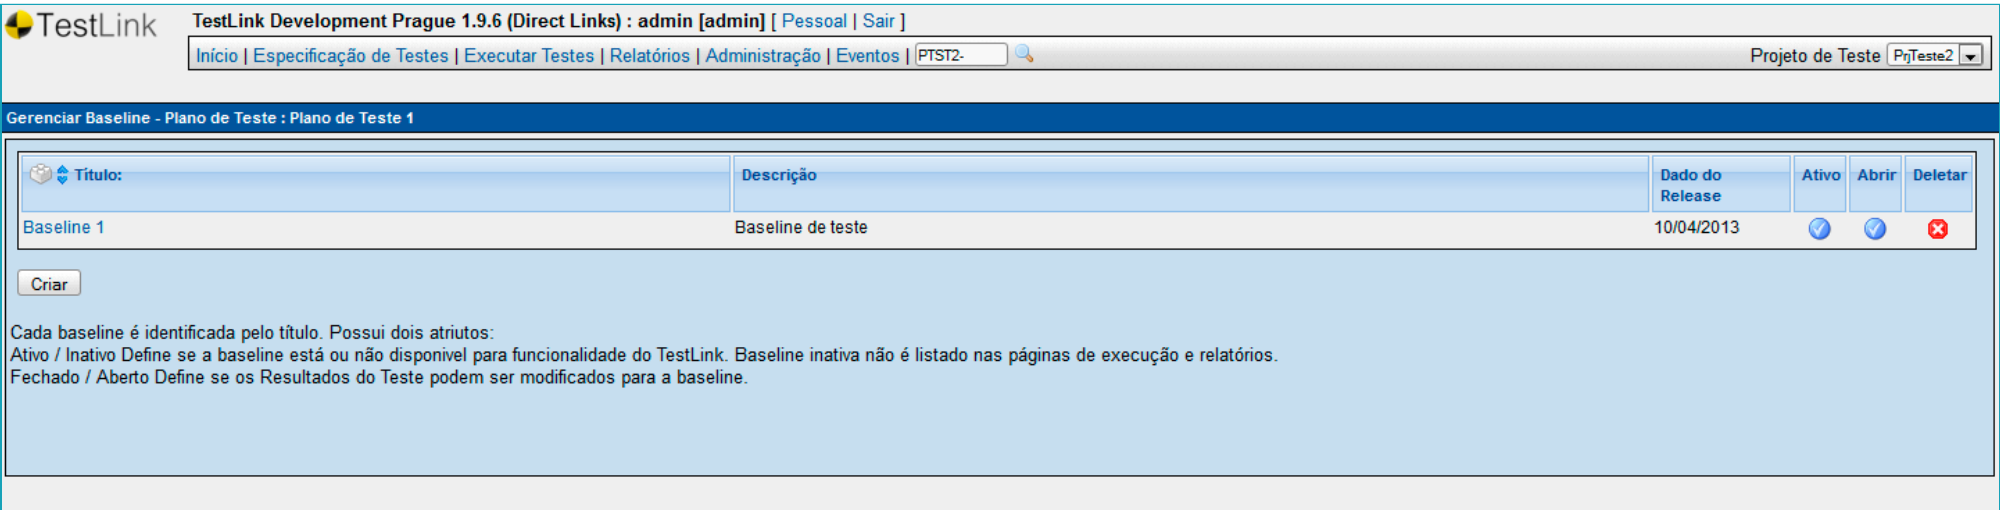 TestLink
TestLink Development Prague 1.9.6 (Direct Links) : admin [admin] [ Pessoal | Sair ]
Início | Especificação de Testes | Executar Testes | Relatórios | Administração | Eventos | PTST2-
Projeto de Teste PrjTeste2
Gerenciar Baseline - Plano de Teste : Plano de Teste 1
Título: Descrição Dado do Release Ativo Abrir Deletar
Baseline 1 Baseline de teste 10/04/2013
Criar
Cada baseline é identificada pelo título. Possui dois atriutos:
Ativo / Inativo Define se a baseline está ou não disponivel para funcionalidade do TestLink. Baseline inativa não é listado nas páginas de execução e relatórios.
Fechado / Aberto Define se os Resultados do Teste podem ser modificados para a baseline.